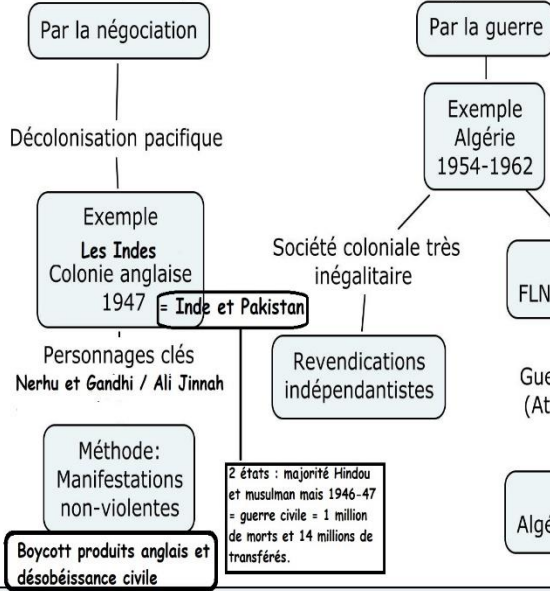 Par la négociation
Décolonisation pacifique
Exemple
Les Indes
Colonie anglaise
1947
= Inde et Pakistan
Personnages clés
Nerhu et Gandhi / Ali Jinnah
Méthode:
Manifestations
non-violentes
Boycott produits anglais et
désobéissance civile
2 états : majorité Hindou
et musulman mais 1946-47
= guerre civile = 1 million
de morts et 14 millions de
transférés.
Par la guerre
Exemple
Algérie
1954-1962
Société coloniale très
inégalitaire
Revendications
indépendantistes
FLN
Gue
(At
Algé